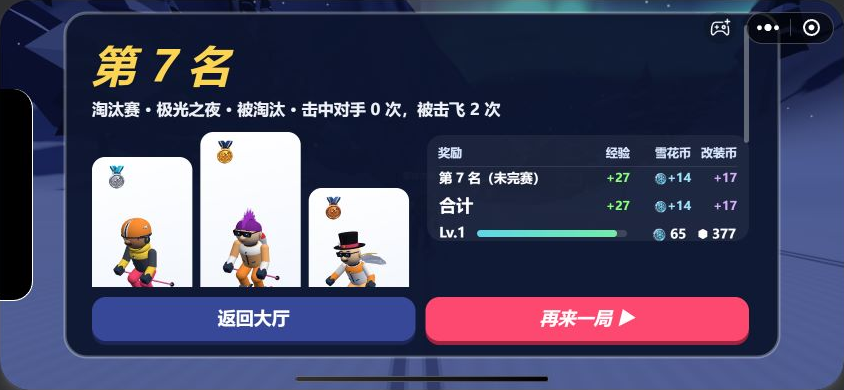 第 7 名
淘汰赛 • 极光之夜 • 被淘汰 • 击中对手 0 次，被击飞 2 次
奖励 经验 雪花币 改装币
第 7 名（未完赛） +27 +14 +17
合计 +27 +14 +17
Lv.1 65 377
返回大厅 再来一局 ▶